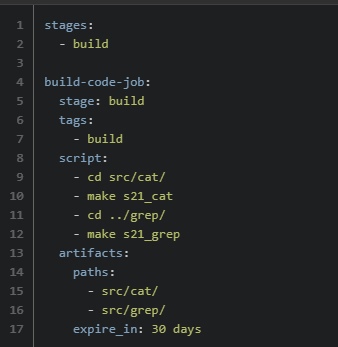 1 stages:
2   - build
3
4 build-code-job:
5   stage: build
6   tags:
7     - build
8   script:
9     - cd src/cat/
10     - make s21_cat
11     - cd ../grep/
12     - make s21_grep
13   artifacts:
14     paths:
15       - src/cat/
16       - src/grep/
17     expire_in: 30 days